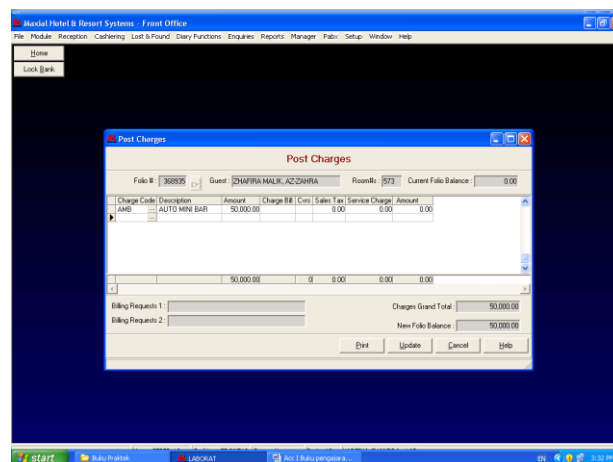 Maxial Hotel & Resort Systems - Front Office
File Module Reception Cashiering Lost & Found Diary Functions Enquiries Reports Manager Pabx Setup Window Help
Home
Lock Bank
Post Charges
Post Charges
Folio #: 368935 Guest: ZHAFIRA MALIK, AZ-ZAHRA Room#s: 573 Current Folio Balance: 0.00
Charge Code Description Amount Charge Bill Cvrs Sales Tax Service Charge Amount
AMB ... AUTO MINI BAR 50,000.00 0.00 0.00 0.00
...
50,000.00 0 0.00 0.00 0.00
Billing Requests 1: Charges Grand Total: 50,000.00
Billing Requests 2: New Folio Balance: 50,000.00
Print Update Cancel Help
start Buku Praktek LABORAT Acc I Buku pengajara... EN 3:32 PM